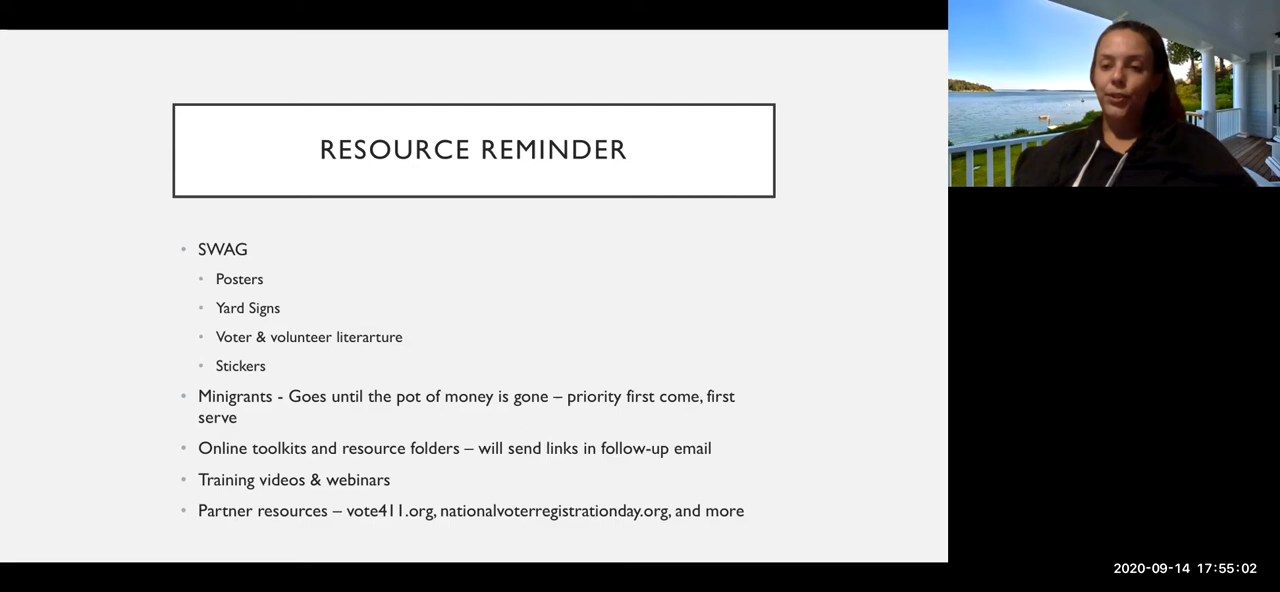 RESOURCE REMINDER
• SWAG
• Posters
• Yard Signs
• Voter & volunteer literarture
• Stickers
• Minigrants - Goes until the pot of money is gone – priority first come, first
serve
• Online toolkits and resource folders – will send links in follow-up email
• Training videos & webinars
• Partner resources – vote411.org, nationalvoterregistrationday.org, and more
2020-09-14 17:55:02